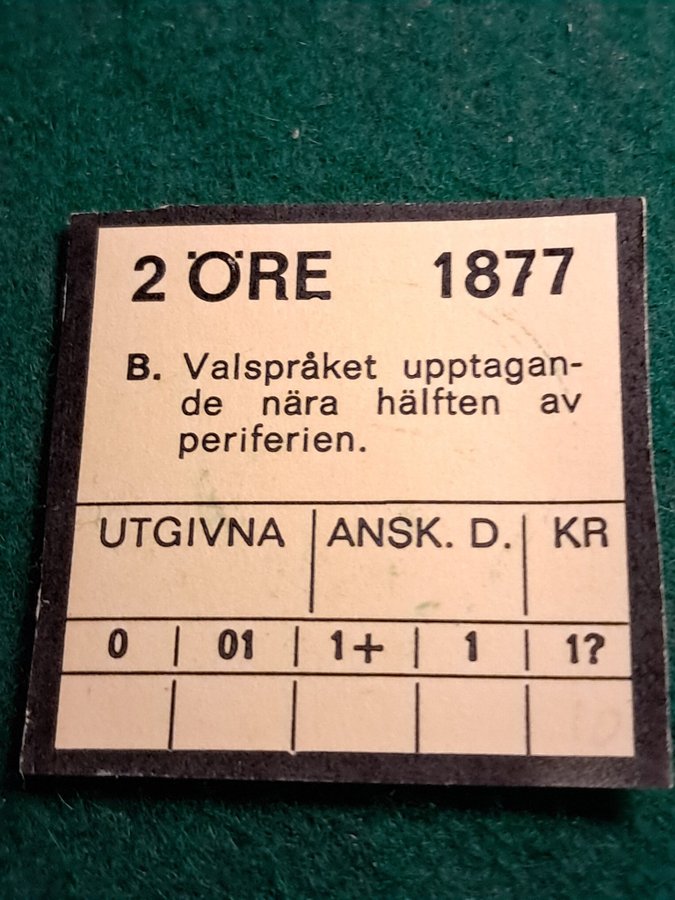 2 ÖRE 1877
B. Valspråket upptagan-
de nära hälften av
periferien.
UTGIVNA ANSK. D. KR
0 01 1+ 1 1?